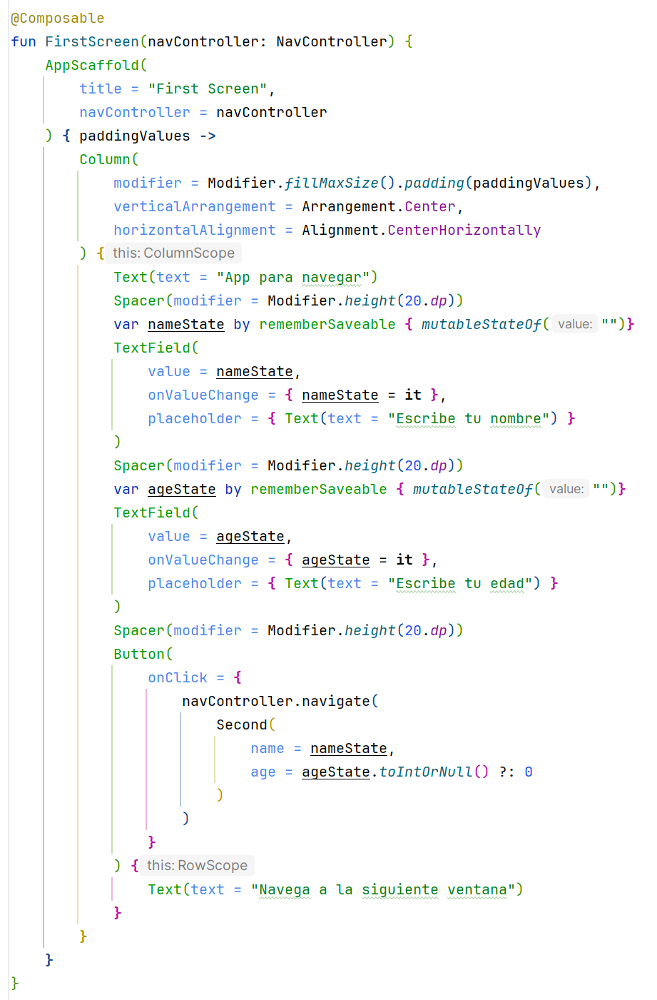 @Composable
fun FirstScreen(navController: NavController) {
    AppScaffold(
        title = "First Screen",
        navController = navController
    ) { paddingValues ->
        Column(
            modifier = Modifier.fillMaxSize().padding(paddingValues),
            verticalArrangement = Arrangement.Center,
            horizontalAlignment = Alignment.CenterHorizontally
        ) { this: ColumnScope
            Text(text = "App para navegar")
            Spacer(modifier = Modifier.height(20.dp))
            var nameState by rememberSaveable { mutableStateOf( value: "")}
            TextField(
                value = nameState,
                onValueChange = { nameState = it },
                placeholder = { Text(text = "Escribe tu nombre") }
            )
            Spacer(modifier = Modifier.height(20.dp))
            var ageState by rememberSaveable { mutableStateOf( value: "")}
            TextField(
                value = ageState,
                onValueChange = { ageState = it },
                placeholder = { Text(text = "Escribe tu edad") }
            )
            Spacer(modifier = Modifier.height(20.dp))
            Button(
                onClick = {
                    navController.navigate(
                        Second(
                            name = nameState,
                            age = ageState.toIntOrNull() ?: 0
                        )
                    )
                }
            ) { this: RowScope
                Text(text = "Navega a la siguiente ventana")
            }
        }
    }
}